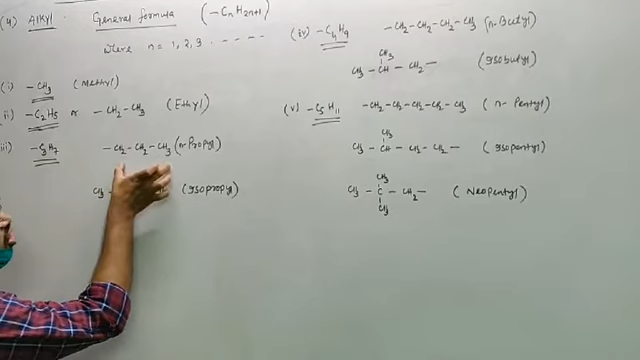 (4) Alkyl. General formula (-CnH2n+1)
Where n = 1, 2, 3 . - - - -
(i) -CH3 (Methyl)
ii) -C2H5 or -CH2-CH3 (Ethyl)
iii) -C3H7 -CH2-CH2-CH3 (n-Propyl)
CH3 (Isopropyl)
(iv) -C4H9 -CH2-CH2-CH2-CH3 (n-Butyl)
CH3
CH3 - CH - CH2 - (Isobutyl)
(v) -C5H11 -CH2-CH2-CH2-CH2-CH3 (n-Pentyl)
CH3
CH3 - CH - CH2 - CH2 - (Isopentyl)
CH3
CH3 - C - CH2 - (Neopentyl)
CH3